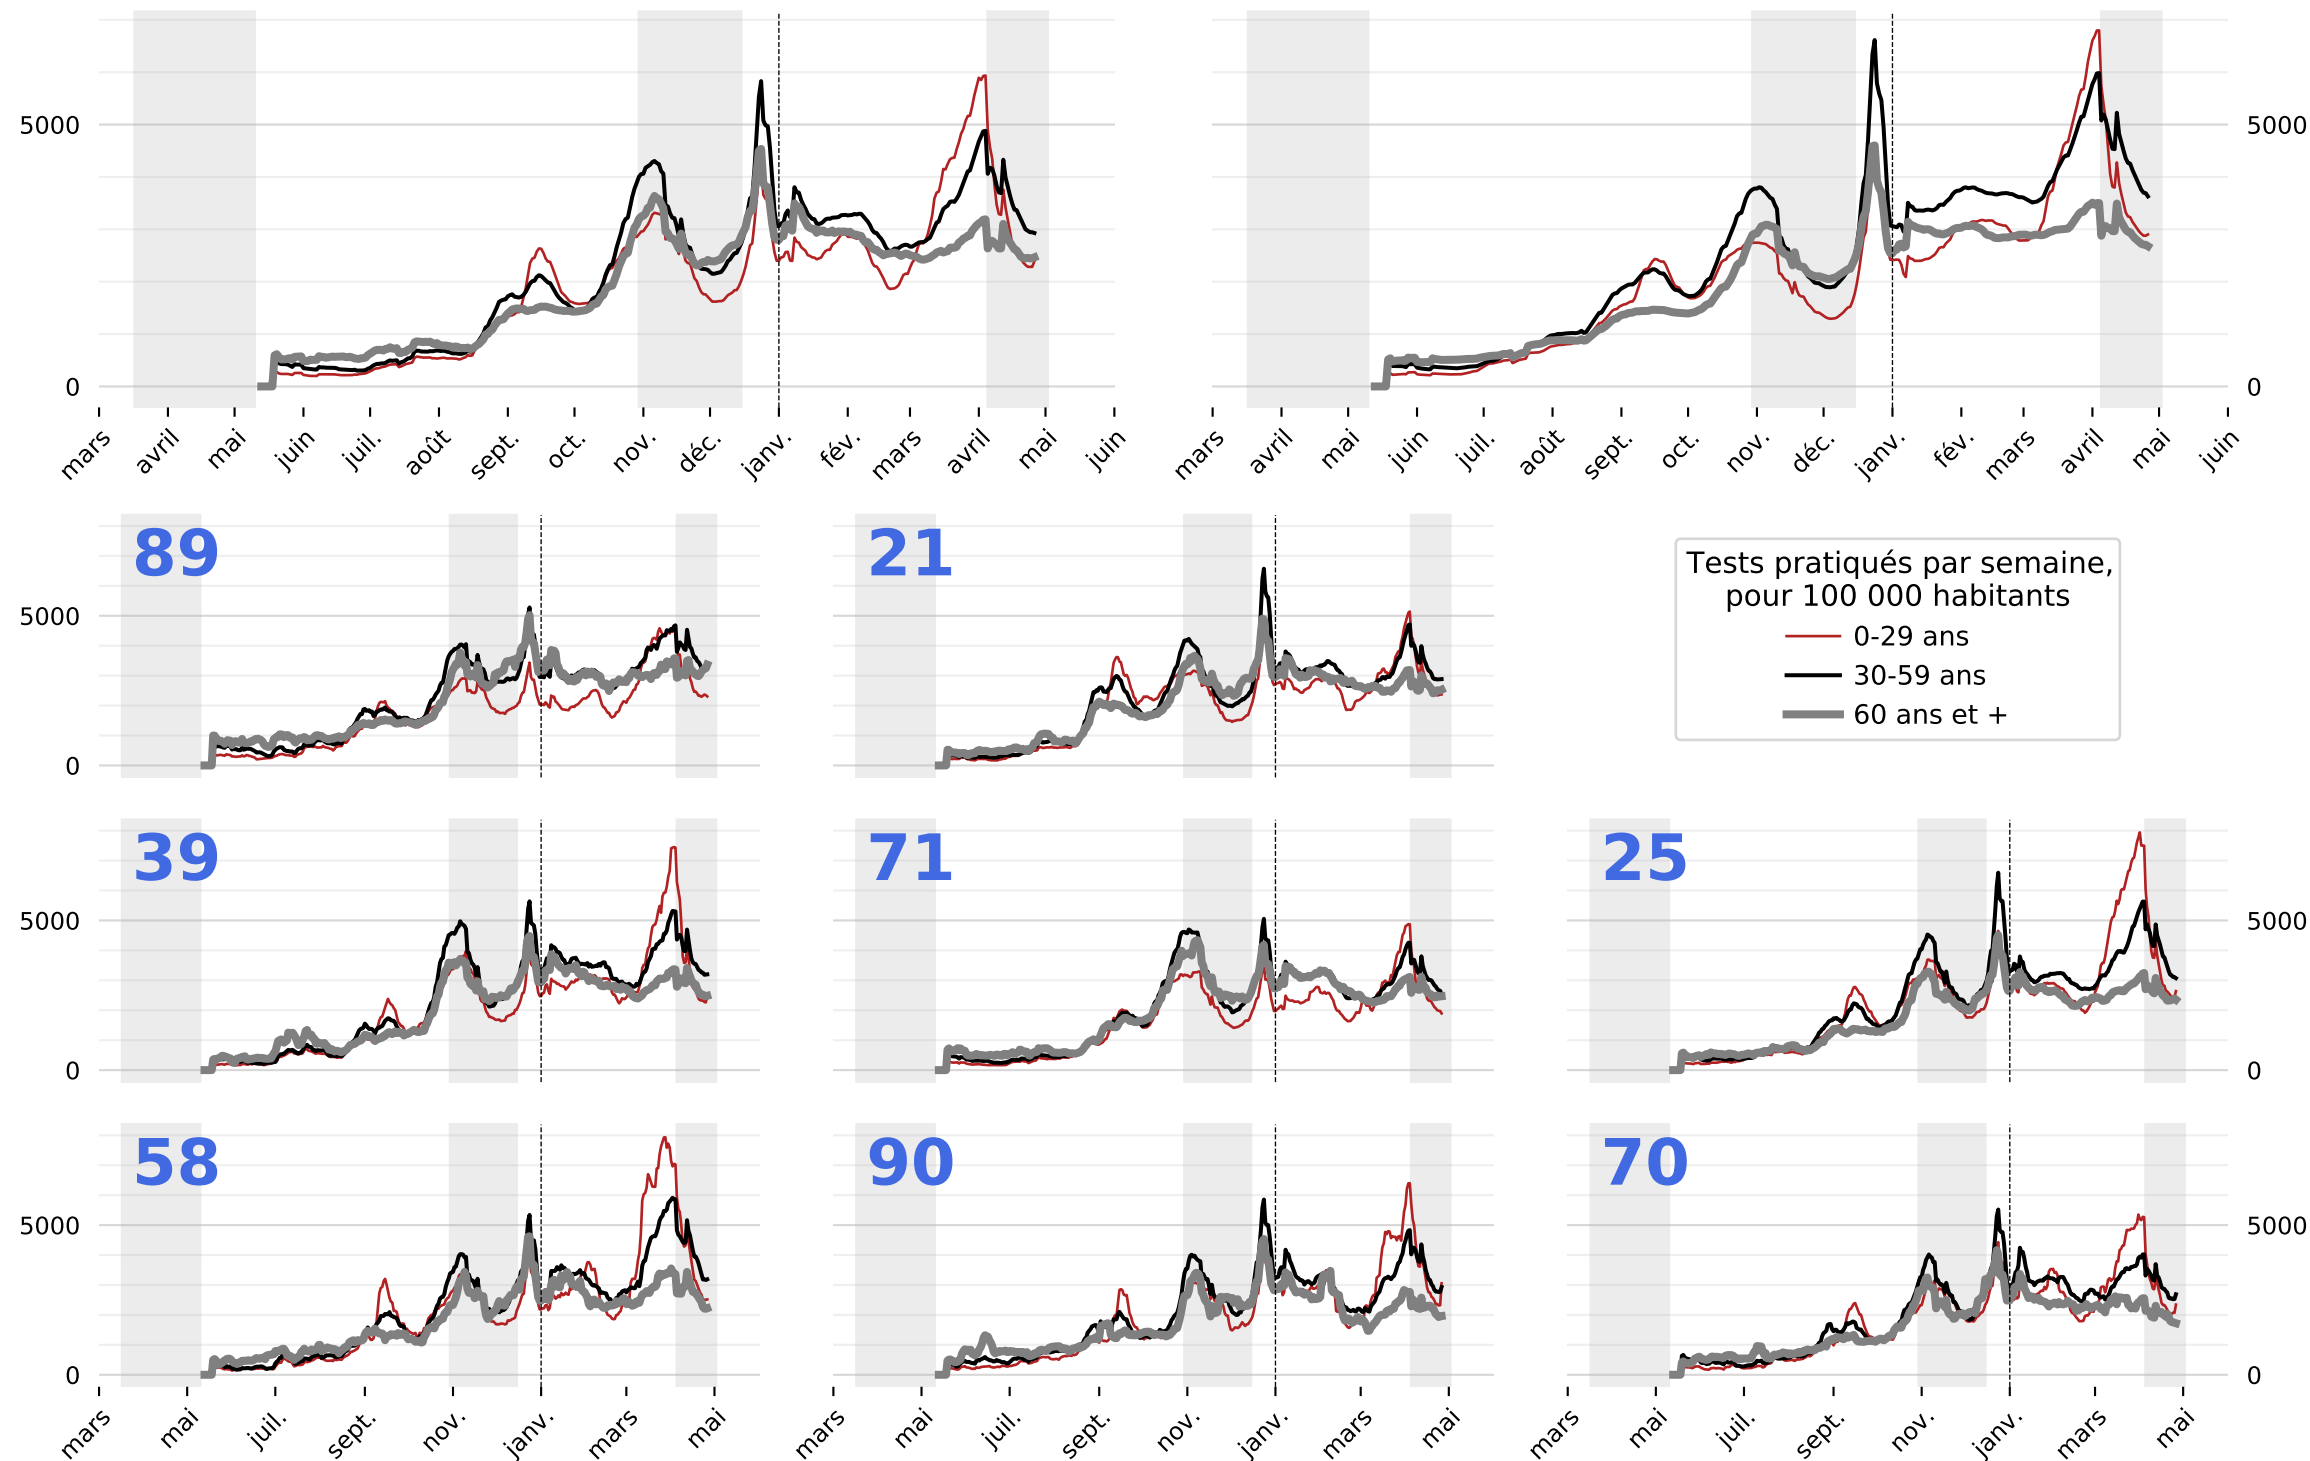 5000
0
mars avril mai juin juil. août sept. oct. nov. déc. janv. fév. mars avril mai juin
5000
0
mars avril mai juin juil. août sept. oct. nov. déc. janv. fév. mars avril mai juin
89
5000
0
21
Tests pratiqués par semaine,
pour 100 000 habitants
0-29 ans
30-59 ans
60 ans et +
39
5000
0
71
25
5000
0
58
5000
0
90
70
5000
0
mars mai juil. sept. nov. janv. mars mai
mars mai juil. sept. nov. janv. mars mai
mars mai juil. sept. nov. janv. mars mai